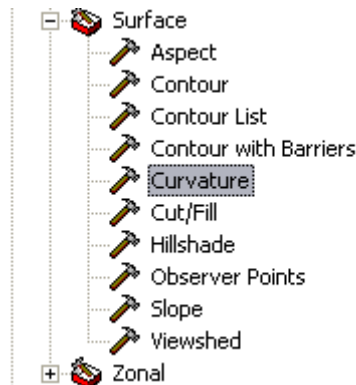 Surface
Aspect
Contour
Contour List
Contour with Barriers
Curvature
Cut/Fill
Hillshade
Observer Points
Slope
Viewshed
Zonal